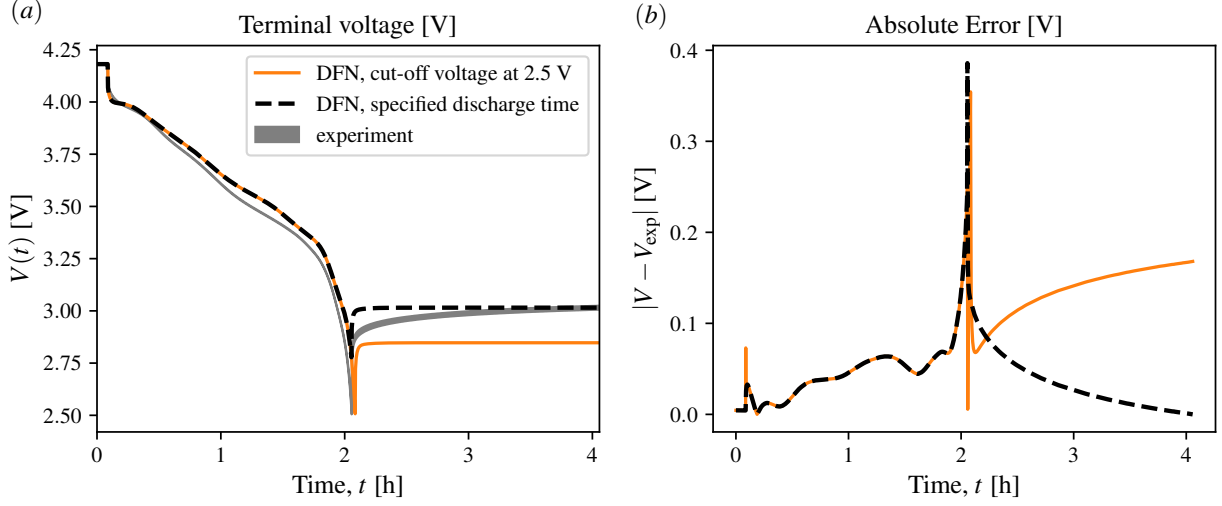 (a)
Terminal voltage [V]
4.25
4.00
3.75
3.50
3.25
3.00
2.75
2.50
V(t) [V]
DFN, cut-off voltage at 2.5 V
DFN, specified discharge time
experiment
0 1 2 3 4
Time, t [h]
(b)
Absolute Error [V]
0.4
0.3
0.2
0.1
0.0
|V − Vexp| [V]
0 1 2 3 4
Time, t [h]